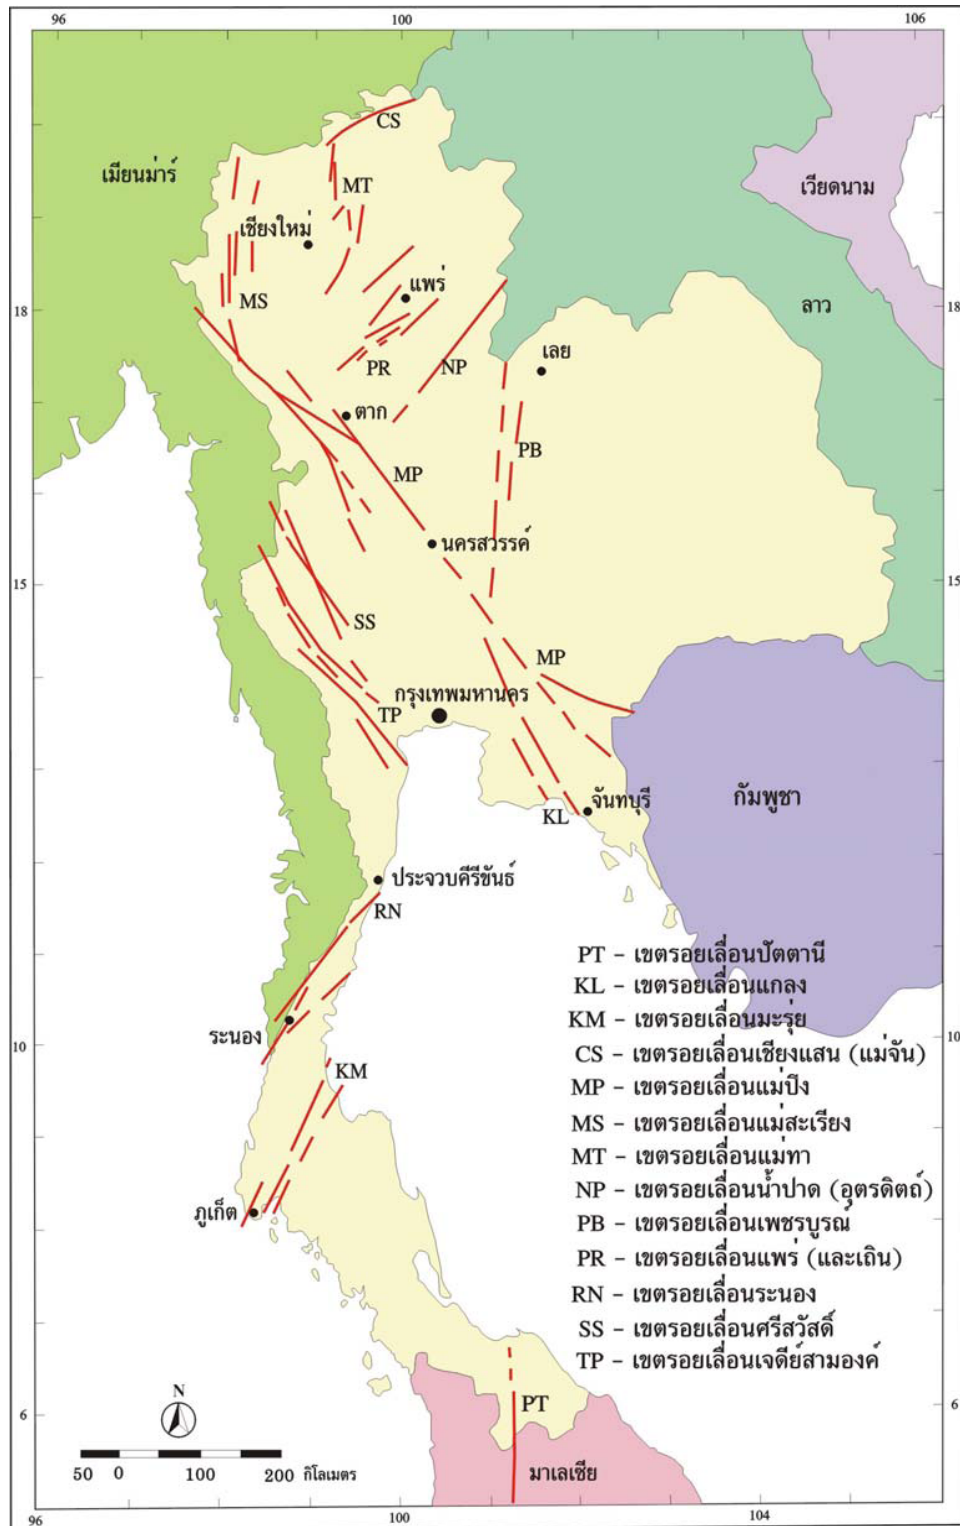 96 100 106
CS
เมียนม่าร์
MT
เวียดนาม
เชียงใหม่
แพร่
MS
18
ลาว
18
PR
NP
เลย
ตาก
PB
MP
นครสวรรค์
15
15
SS
MP
กรุงเทพมหานคร
TP
จันทบุรี
กัมพูชา
KL
ประจวบคีรีขันธ์
RN
PT – เขตรอยเลื่อนปัตตานี
KL – เขตรอยเลื่อนแกลง
KM – เขตรอยเลื่อนมะรุ่ย
CS – เขตรอยเลื่อนเชียงแสน (แม่จัน)
MP – เขตรอยเลื่อนแม่ปิง
MS – เขตรอยเลื่อนแม่สะเรียง
MT – เขตรอยเลื่อนแม่ทา
NP – เขตรอยเลื่อนน้ำปาด (อุตรดิตถ์)
PB – เขตรอยเลื่อนเพชรบูรณ์
PR – เขตรอยเลื่อนแพร่ (และเถิน)
RN – เขตรอยเลื่อนระนอง
SS – เขตรอยเลื่อนศรีสวัสดิ์
TP – เขตรอยเลื่อนเจดีย์สามองค์
ระนอง
10
10
KM
ภูเก็ต
N
6
6
PT
มาเลเซีย
50 0 100 200 กิโลเมตร
96 100 104